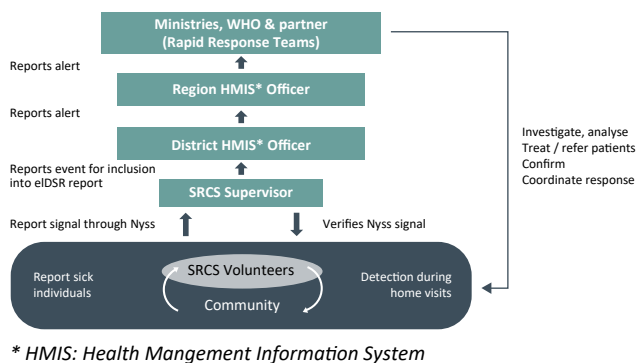 Ministries, WHO & partner
(Rapid Response Teams)
Reports alert
Region HMIS* Officer
Reports alert
District HMIS* Officer
Investigate, analyse
Treat / refer patients
Confirm
Coordinate response
Reports event for inclusion
into eIDSR report
SRCS Supervisor
Report signal through Nyss
Verifies Nyss signal
Report sick
individuals
SRCS Volunteers
Community
Detection during
home visits
* HMIS: Health Mangement Information System